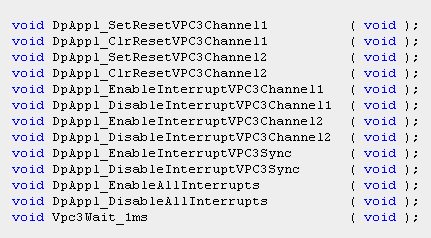 void DpAppl_SetResetVPC3Channel1 ( void );
void DpAppl_ClrResetVPC3Channel1 ( void );
void DpAppl_SetResetVPC3Channel2 ( void );
void DpAppl_ClrResetVPC3Channel2 ( void );
void DpAppl_EnableInterruptVPC3Channel1 ( void );
void DpAppl_DisableInterruptVPC3Channel1 ( void );
void DpAppl_EnableInterruptVPC3Channel2 ( void );
void DpAppl_DisableInterruptVPC3Channel2 ( void );
void DpAppl_EnableInterruptVPC3Sync ( void );
void DpAppl_DisableInterruptVPC3Sync ( void );
void DpAppl_EnableAllInterrupts ( void );
void DpAppl_DisableAllInterrupts ( void );
void Vpc3Wait_1ms ( void );